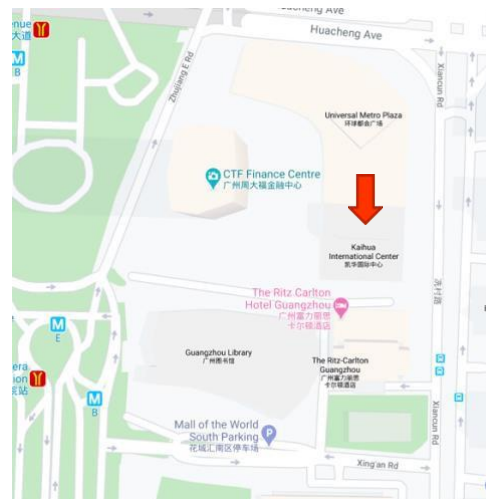 Huacheng Ave
Huacheng Ave
大道
M
B
Zhujiang E Rd
Xiancun Rd
Universal Metro Plaza
环球都会广场
CTF Finance Centre
广州周大福金融中心
Kaihua
International Center
凯华国际中心
冼村路
The Ritz Carlton
Hotel Guangzhou
广州富力丽思
卡尔顿酒店
M
E
Guangzhou Library
广州图书馆
The Ritz-Carlton
Guangzhou
广州富力丽思
卡尔顿酒店
M
B
Mall of the World
South Parking
花城汇南区停车场
P
Xiancun Rd
Xing'an Rd